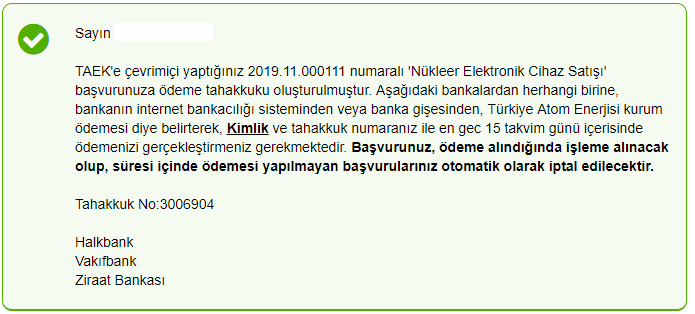 Sayın
TAEK'e çevrimiçi yaptığınız 2019.11.000111 numaralı 'Nükleer Elektronik Cihaz Satışı'
başvurunuza ödeme tahakkuku oluşturulmuştur. Aşağıdaki bankalardan herhangi birine,
bankanın internet bankacılığı sisteminden veya banka gişesinden, Türkiye Atom Enerjisi kurum
ödemesi diye belirterek, Kimlik ve tahakkuk numaranız ile en gec 15 takvim günü içerisinde
ödemenizi gerçekleştirmeniz gerekmektedir. Başvurunuz, ödeme alındığında işleme alınacak
olup, süresi içinde ödemesi yapılmayan başvurularınız otomatik olarak iptal edilecektir.
Tahakkuk No:3006904
Halkbank
Vakıfbank
Ziraat Bankası